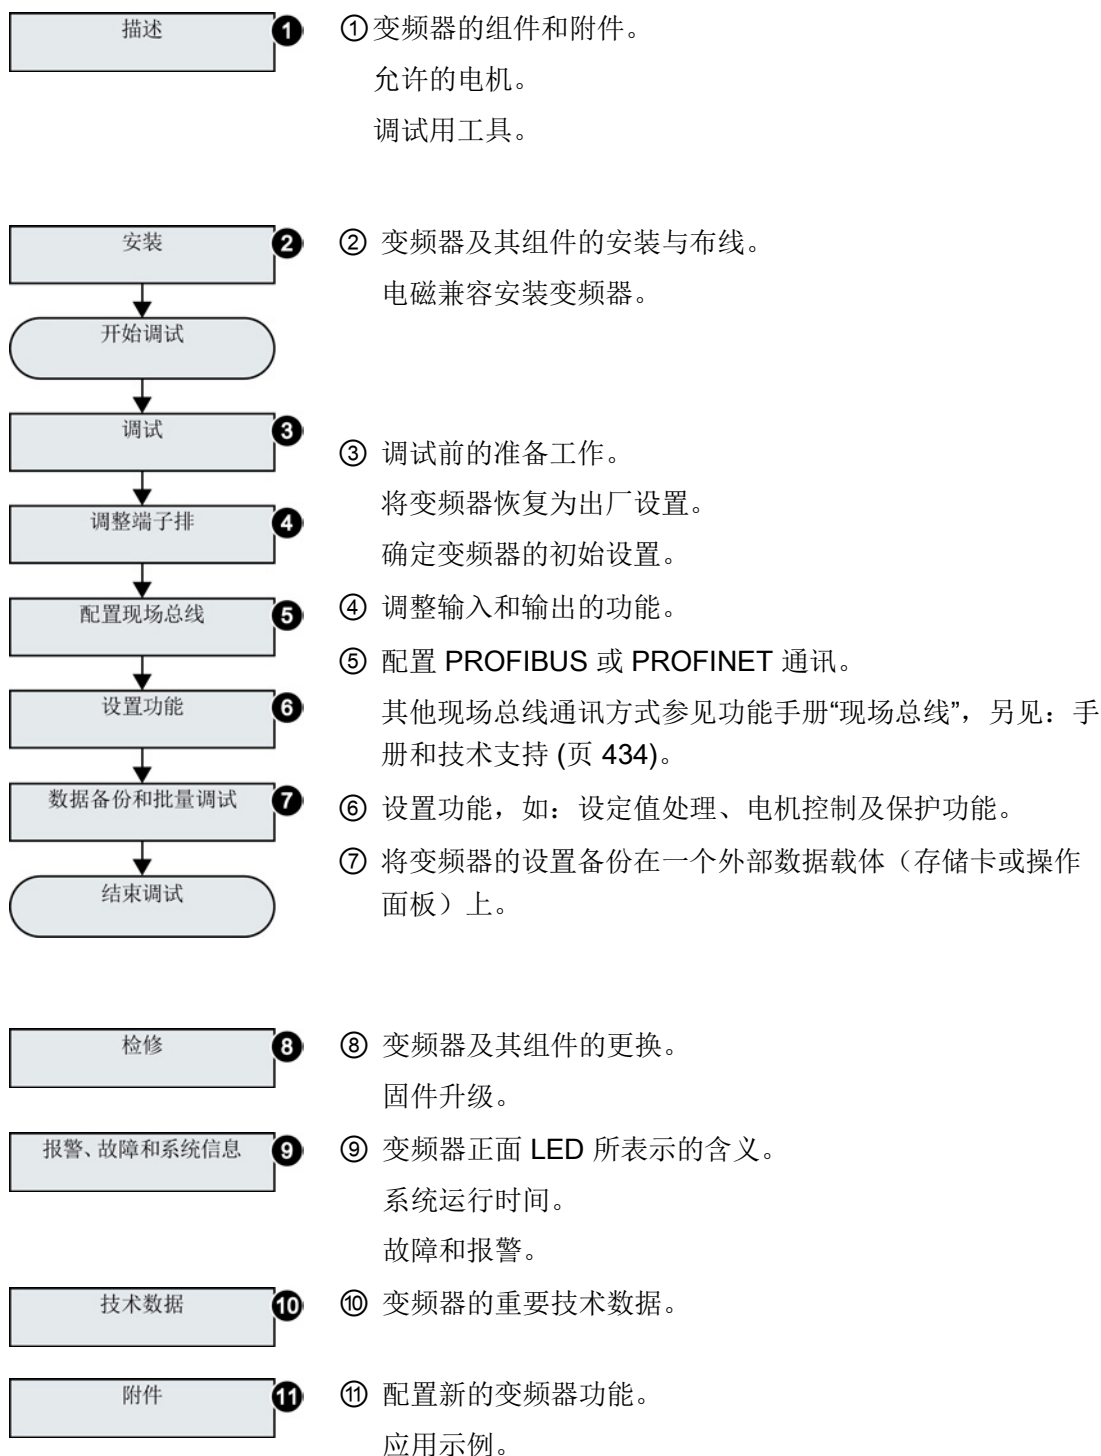 描述 ❶ ①变频器的组件和附件。
允许的电机。
调试用工具。
安装 ❷ ② 变频器及其组件的安装与布线。
电磁兼容安装变频器。
开始调试
调试 ❸ ③ 调试前的准备工作。
将变频器恢复为出厂设置。
确定变频器的初始设置。
调整端子排 ❹ ④ 调整输入和输出的功能。
配置现场总线 ❺ ⑤ 配置 PROFIBUS 或 PROFINET 通讯。
其他现场总线通讯方式参见功能手册“现场总线”，另见：手
册和技术支持 (页 434)。
设置功能 ❻ ⑥ 设置功能，如：设定值处理、电机控制及保护功能。
数据备份和批量调试 ❼ ⑦ 将变频器的设置备份在一个外部数据载体（存储卡或操作
面板）上。
结束调试
检修 ❽ ⑧ 变频器及其组件的更换。
固件升级。
报警、故障和系统信息 ❾ ⑨ 变频器正面 LED 所表示的含义。
系统运行时间。
故障和报警。
技术数据 ❿ ⑩ 变频器的重要技术数据。
附件 ⓫ ⑪ 配置新的变频器功能。
应用示例。